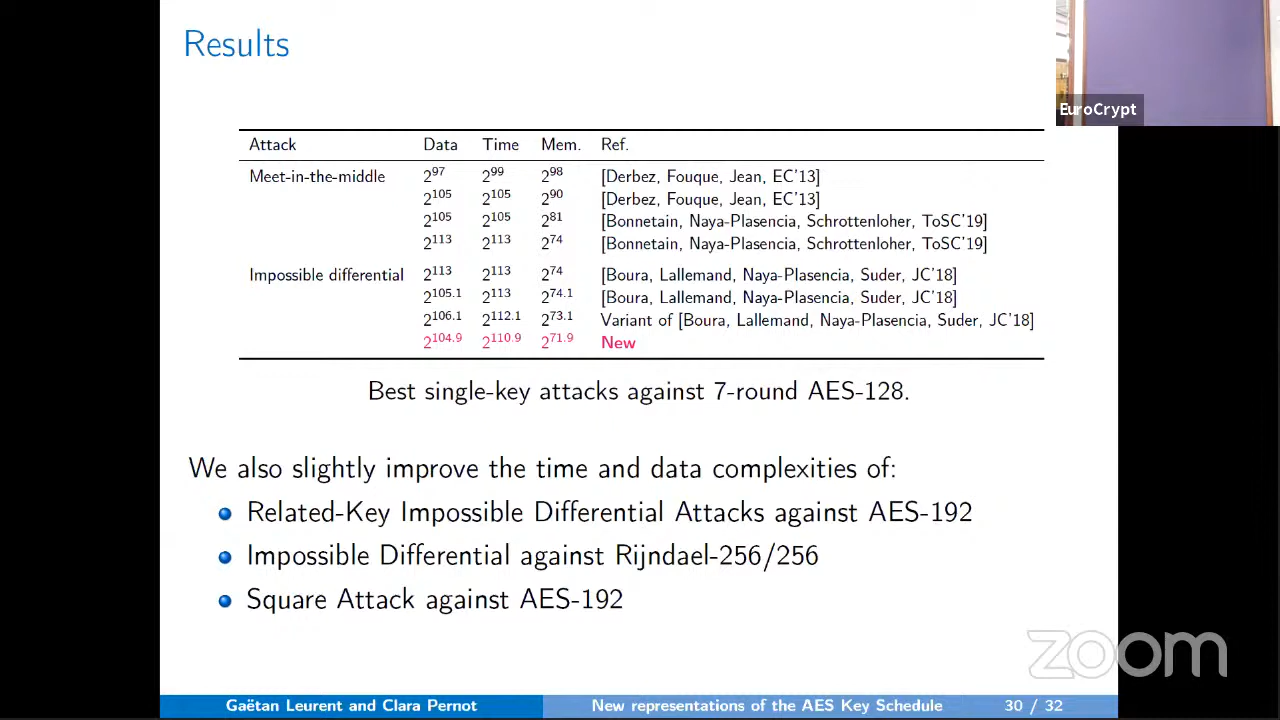 Results
EuroCrypt
Attack Data Time Mem. Ref.
Meet-in-the-middle 2^97 2^99 2^98 [Derbez, Fouque, Jean, EC'13]
2^105 2^105 2^90 [Derbez, Fouque, Jean, EC'13]
2^105 2^105 2^81 [Bonnetain, Naya-Plasencia, Schrottenloher, ToSC'19]
2^113 2^113 2^74 [Bonnetain, Naya-Plasencia, Schrottenloher, ToSC'19]
Impossible differential 2^113 2^113 2^74 [Boura, Lallemand, Naya-Plasencia, Suder, JC'18]
2^105.1 2^113 2^74.1 [Boura, Lallemand, Naya-Plasencia, Suder, JC'18]
2^106.1 2^112.1 2^73.1 Variant of [Boura, Lallemand, Naya-Plasencia, Suder, JC'18]
2^104.9 2^110.9 2^71.9 New
Best single-key attacks against 7-round AES-128.
We also slightly improve the time and data complexities of:
Related-Key Impossible Differential Attacks against AES-192
Impossible Differential against Rijndael-256/256
Square Attack against AES-192
zoom
Gaëtan Leurent and Clara Pernot New representations of the AES Key Schedule 30 / 32